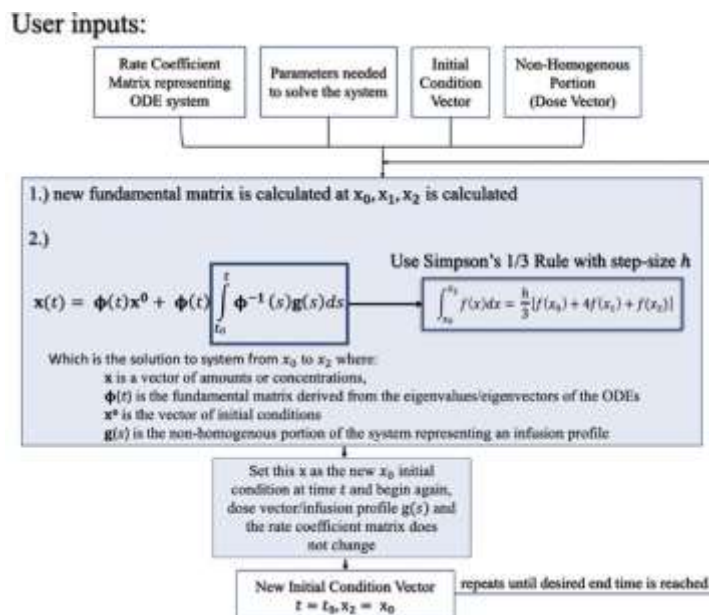 User inputs:
Rate Coefficient
Matrix representing
ODE system
Parameters needed
to solve the system
Initial
Condition
Vector
Non-Homogenous
Portion
(Dose Vector)
1.) new fundamental matrix is calculated at x₀, x₁, x₂ is calculated
2.)
Use Simpson's 1/3 Rule with step-size h
x(t) = ϕ(t)x⁰ + ϕ(t) ∫_{t₀}^{t} ϕ⁻¹(s)g(s)ds
∫_{x₀}^{x₂} f(x)dx = h/3 [f(x₀) + 4f(x₁) + f(x₂)]
Which is the solution to system from x₀ to x₂ where:
x is a vector of amounts or concentrations,
ϕ(t) is the fundamental matrix derived from the eigenvalues/eigenvectors of the ODEs
x⁰ is the vector of initial conditions
g(s) is the non-homogenous portion of the system representing an infusion profile
Set this x as the new x₀ initial
condition at time t and begin again,
dose vector/infusion profile g(s) and
the rate coefficient matrix does
not change
New Initial Condition Vector
t = t₀, x₂ = x₀
repeats until desired end time is reached